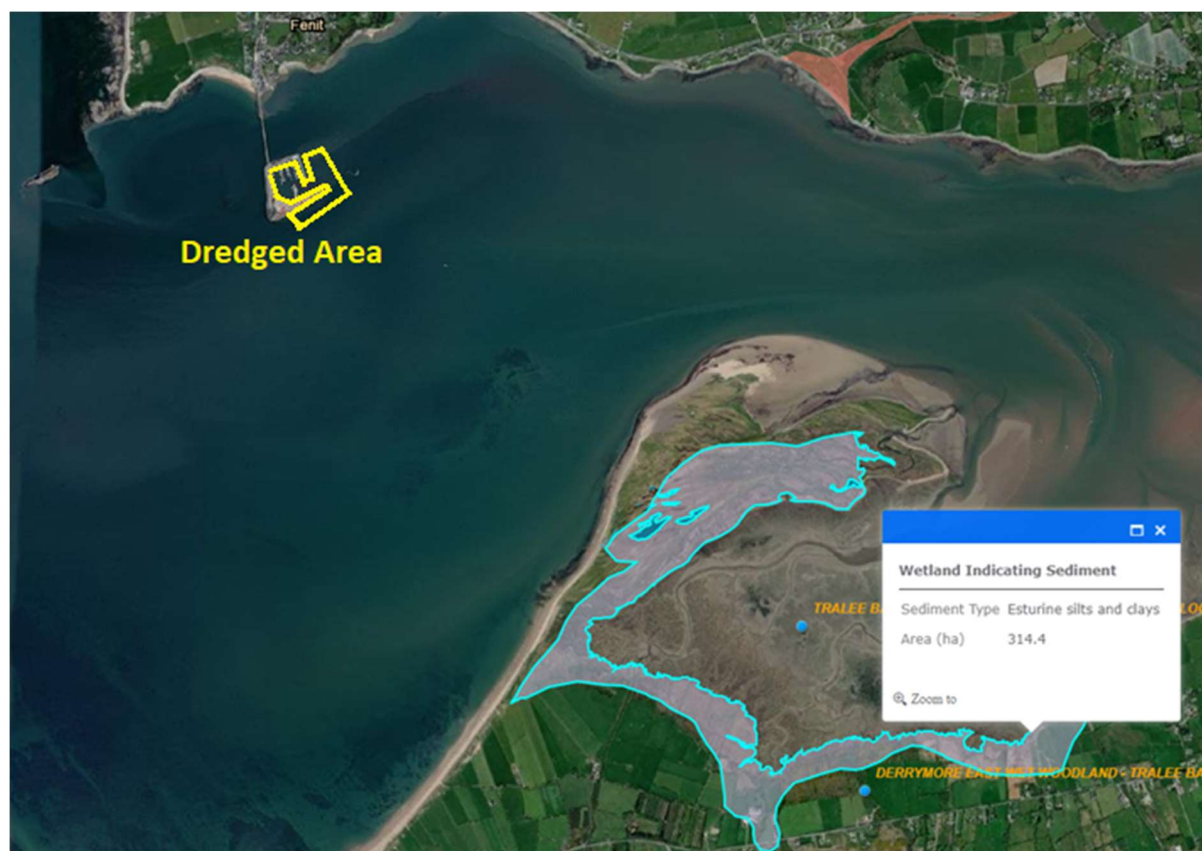 Fenit
Dredged Area
Wetland Indicating Sediment
Sediment Type Esturine silts and clays
TRALEE
Area (ha) 314.4
Zoom to
DERRYMORE EAST WET WOODLAND - TRALEE BA